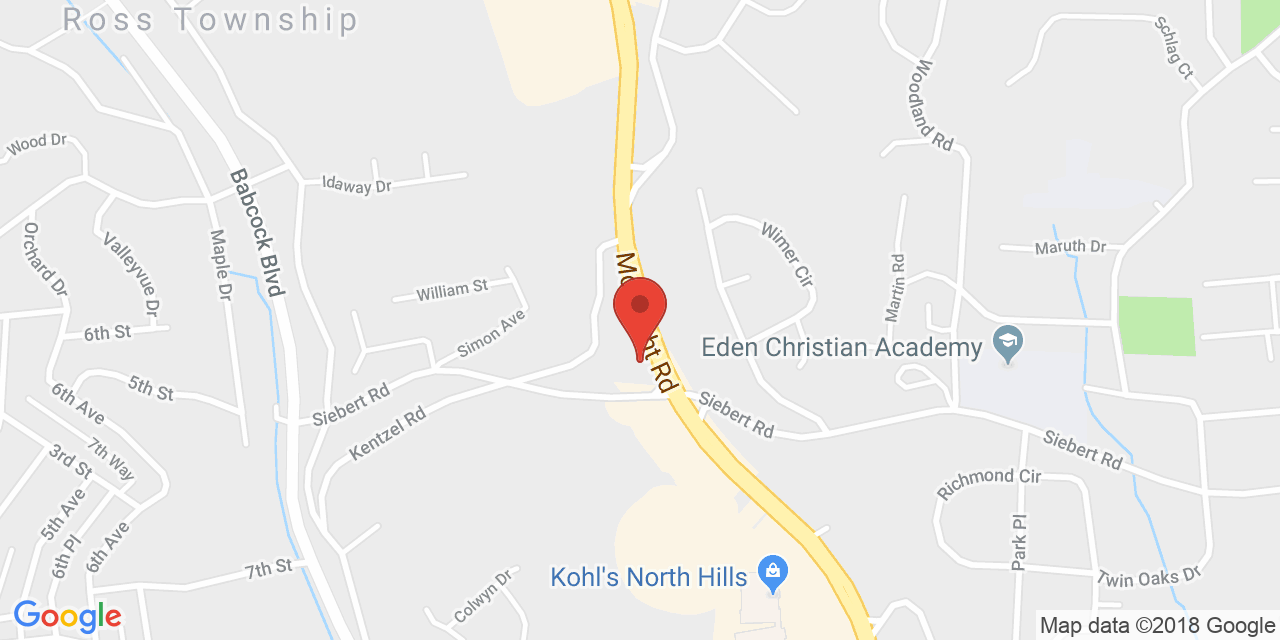 Ross Township
Schlag Ct
Woodland Rd
Wood Dr
Babcock Blvd
Idaway Dr
Orchard Dr
Valleyvue Dr
Maple Dr
Wimer Cir
Maruth Dr
William St
Martin Rd
6th St
Simon Ave
Eden Christian Academy
5th St
6th Ave
Siebert Rd
Kentzel Rd
Rd
Siebert Rd
Siebert Rd
7th Way
3rd St
Richmond Cir
5th Ave
6th Pl
6th Ave
7th St
Park Pl
Kohl's North Hills
Colwyn Dr
Twin Oaks Dr
Google
Map data ©2018 Google